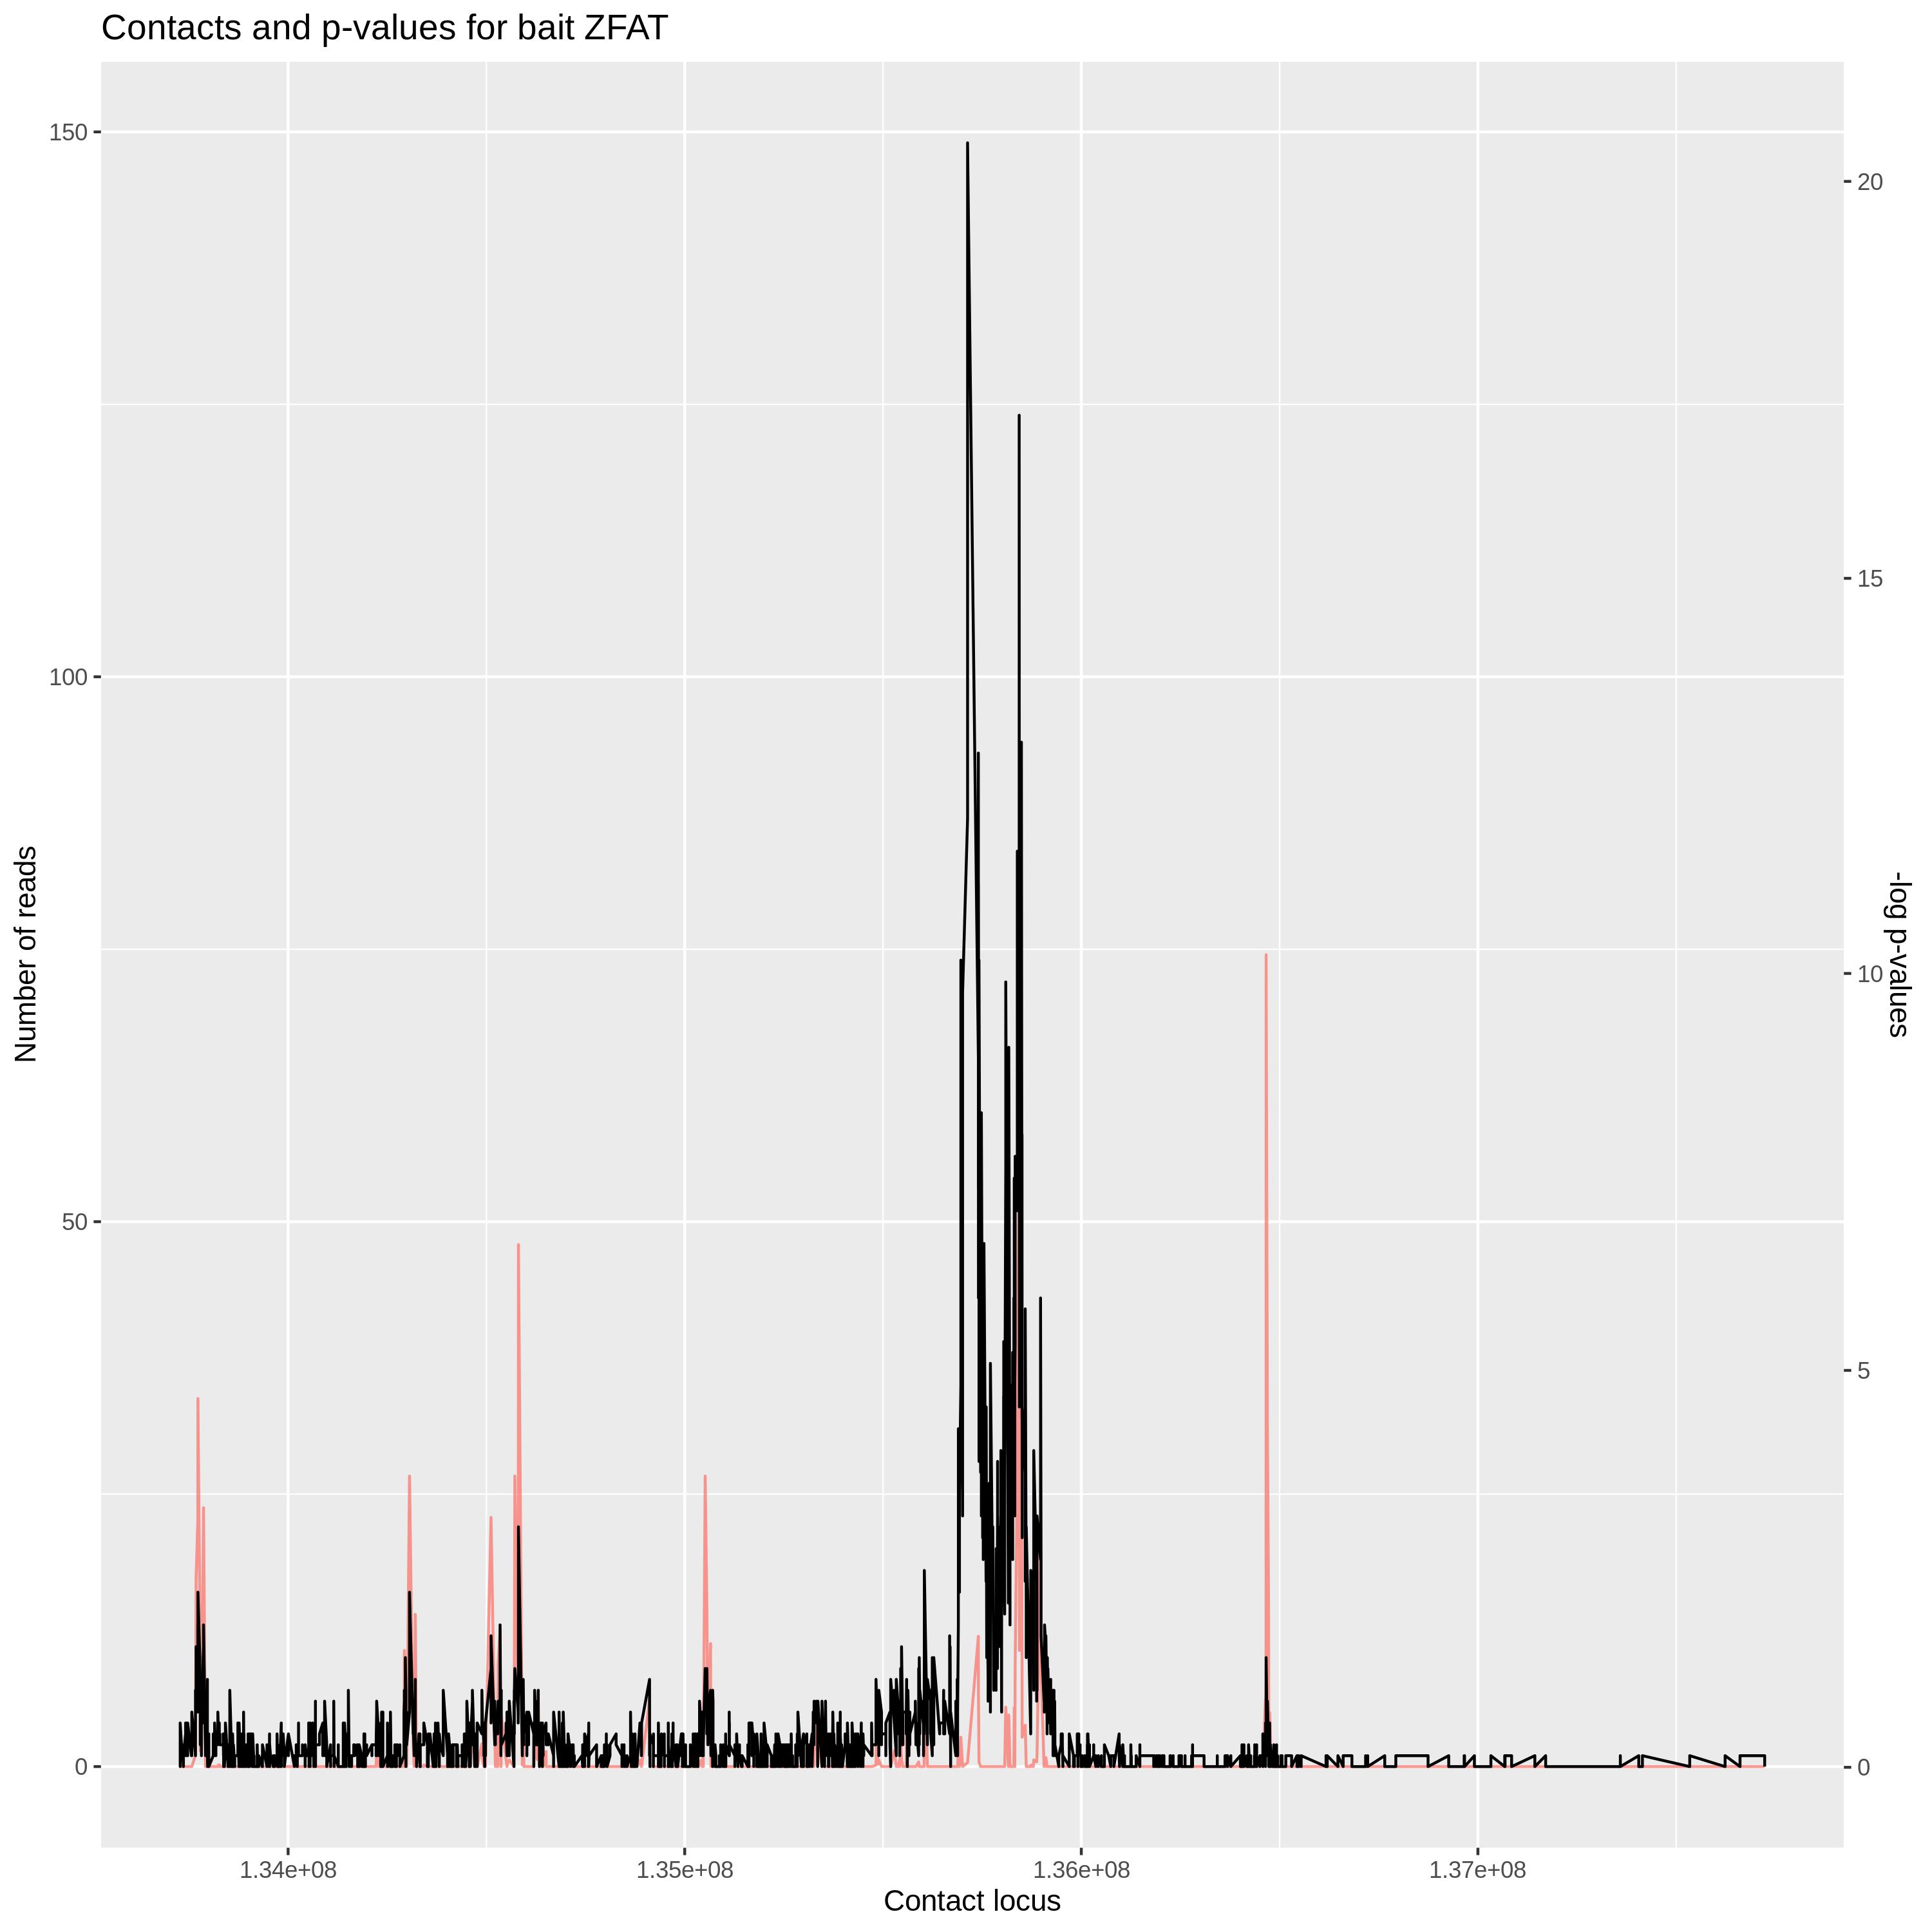 Contacts and p-values for bait ZFAT
150
100
50
0
Number of reads
20
15
10
5
0
-log p-values
1.34e+08
1.35e+08
1.36e+08
1.37e+08
Contact locus